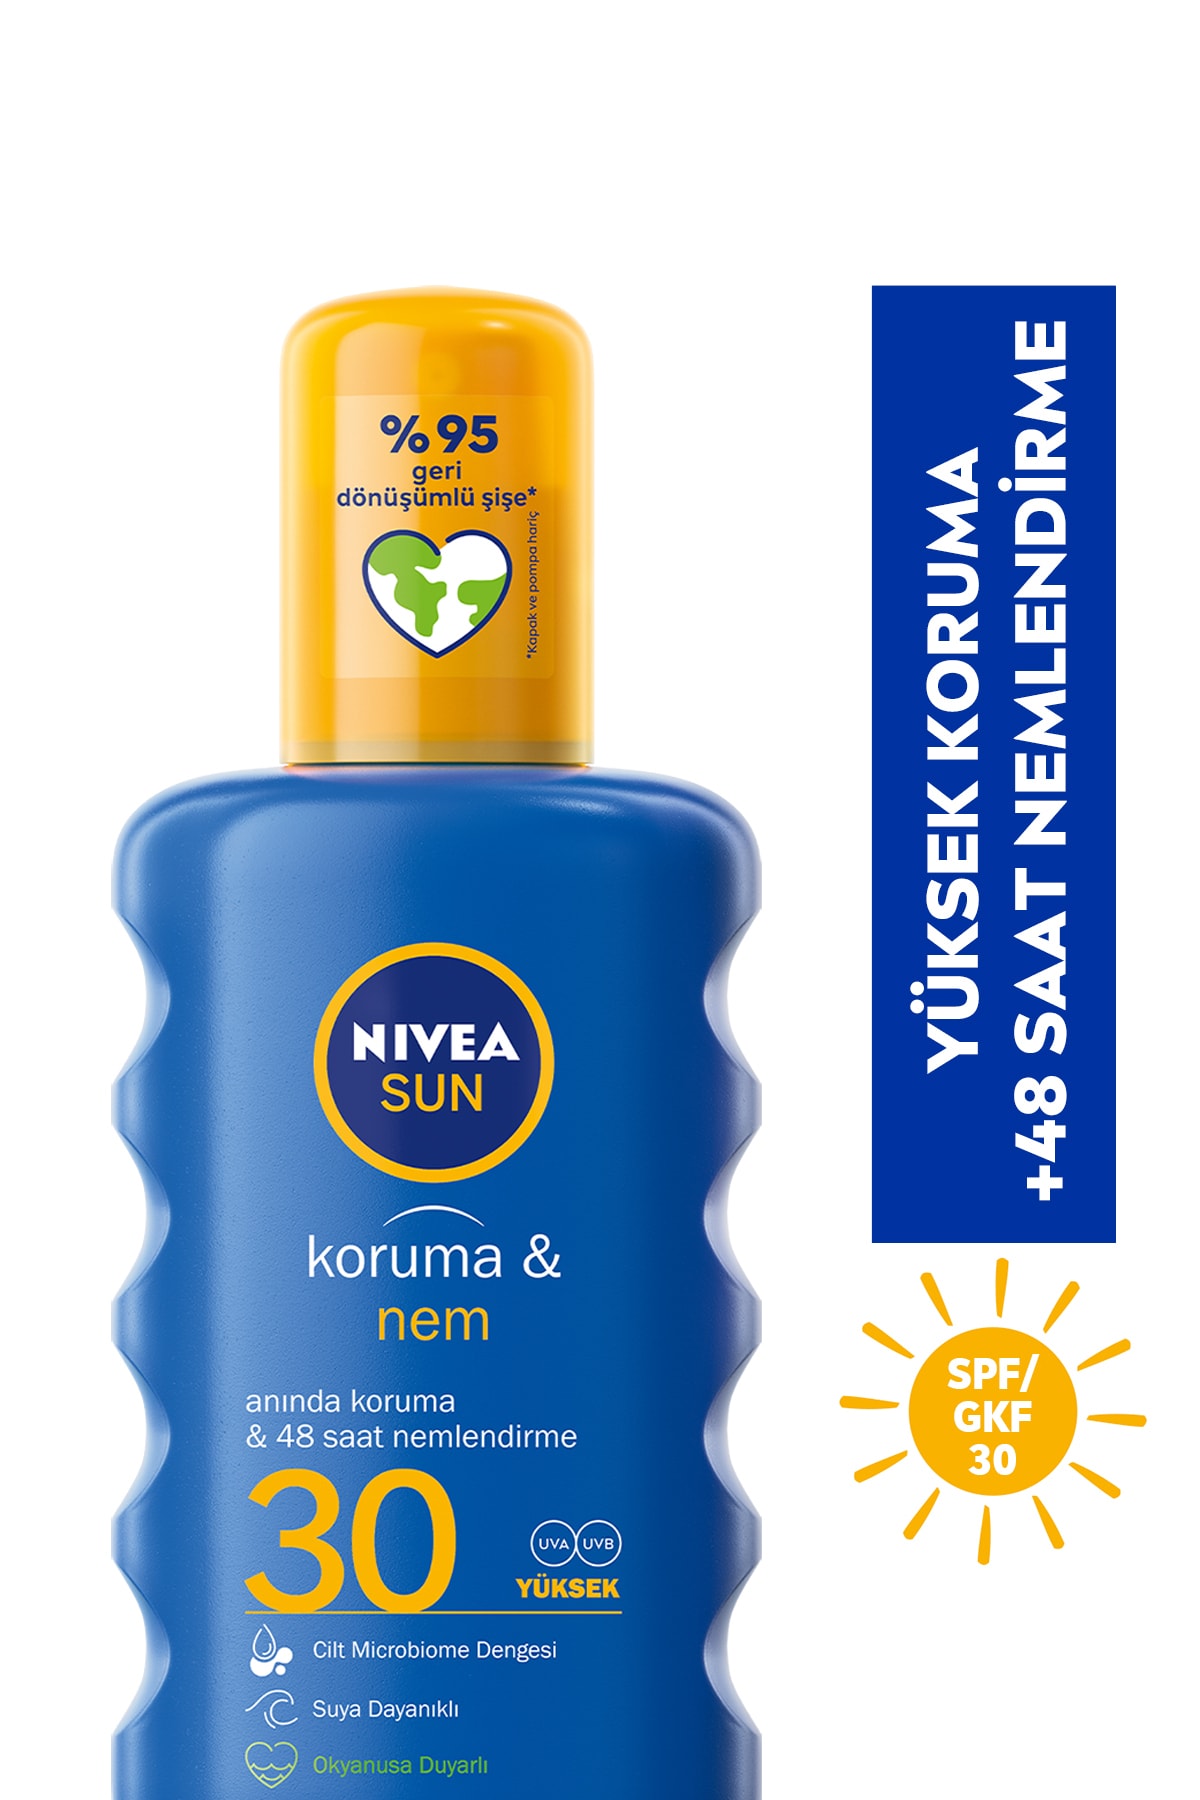 %95
geri
dönüşümlü şişe*
*Kapak ve pompa hariç
NIVEA
SUN
koruma &
nem
anında koruma
& 48 saat nemlendirme
30
UVA UVB
YÜKSEK
Cilt Microbiome Dengesi
Suya Dayanıklı
Okyanusa Duyarlı
YÜKSEK KORUMA
+48 SAAT NEMLENDİRME
SPF/
GKF
30